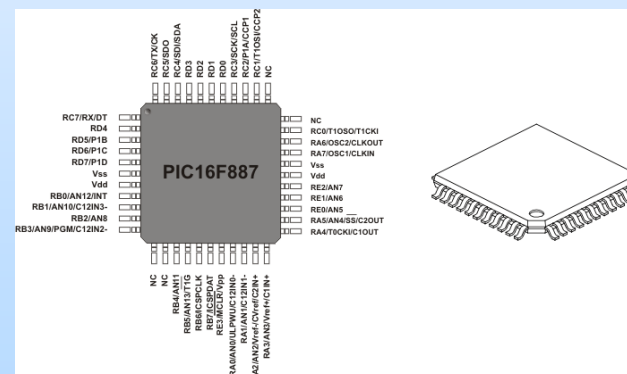 RC6/TX/CK
RC5/SDO
RC4/SDI/SDA
RD3
RD2
RD1
RD0
RC3/SCK/SCL
RC2/P1A/CCP1
RC1/T1OSI/CCP2
NC
RC7/RX/DT
RD4
RD5/P1B
RD6/P1C
RD7/P1D
Vss
Vdd
RB0/AN12/INT
RB1/AN10/C12IN3-
RB2/AN8
RB3/AN9/PGM/C12IN2-
PIC16F887
NC
RC0/T1OSO/T1CKI
RA6/OSC2/CLKOUT
RA7/OSC1/CLKIN
Vss
Vdd
RE2/AN7
RE1/AN6
RE0/AN5
RA5/AN4/SS/C2OUT
RA4/T0CKI/C1OUT
NC
NC
RB4/AN11
RB5/AN13/T1G
RB6/ICSPCLK
RB7/ICSPDAT
RE3/MCLR/Vpp
RA0/AN0/ULPWU/C12IN0-
RA1/AN1/C12IN1-
A2/AN2/Vref-/CVref/C2IN+
RA3/AN3/Vref+/C1IN+